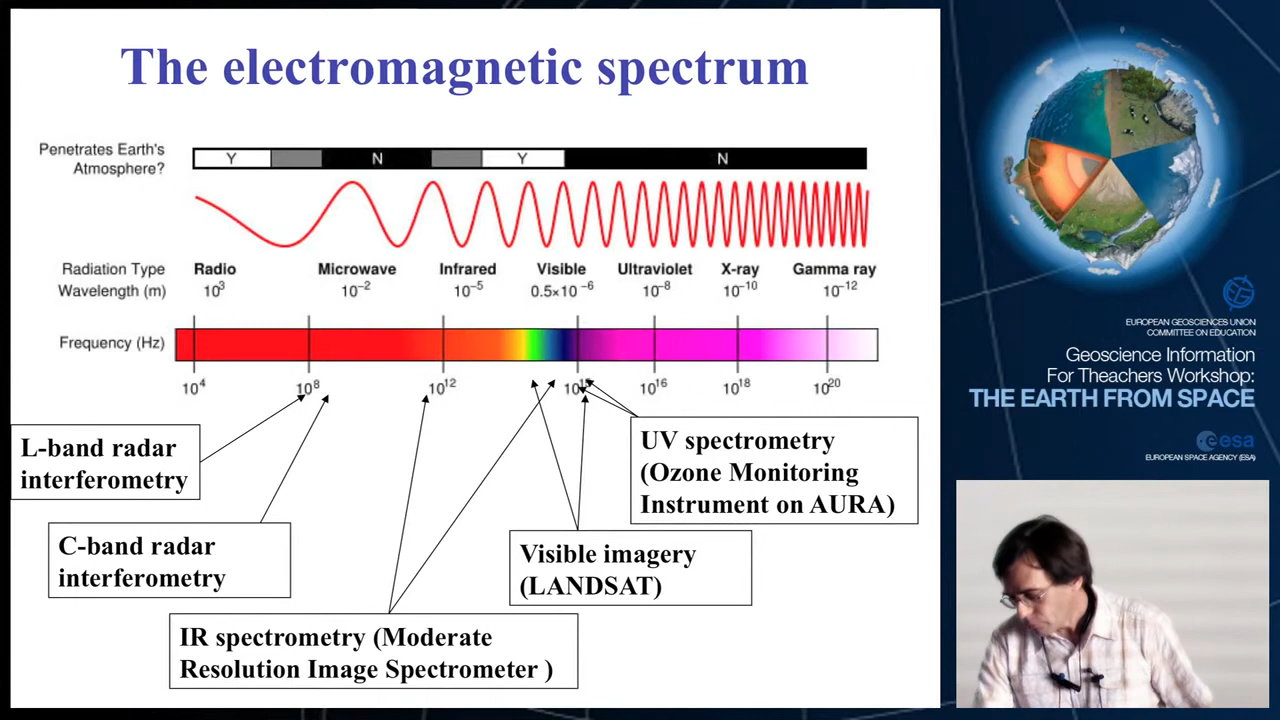 The electromagnetic spectrum
Penetrates Earth's
Atmosphere?
Y N Y N
Radiation Type Radio Microwave Infrared Visible Ultraviolet X-ray Gamma ray
Wavelength (m) 10³ 10⁻² 10⁻⁵ 0.5×10⁻⁶ 10⁻⁸ 10⁻¹⁰ 10⁻¹²
Frequency (Hz)
10⁴ 10⁸ 10¹² 10¹⁵ 10¹⁶ 10¹⁸ 10²⁰
L-band radar
interferometry
C-band radar
interferometry
IR spectrometry (Moderate
Resolution Image Spectrometer )
Visible imagery
(LANDSAT)
UV spectrometry
(Ozone Monitoring
Instrument on AURA)
EUROPEAN GEOSCIENCES UNION
COMMITTEE ON EDUCATION
Geoscience Information
For Theachers Workshop:
THE EARTH FROM SPACE
esa
EUROPEAN SPACE AGENCY (ESA)